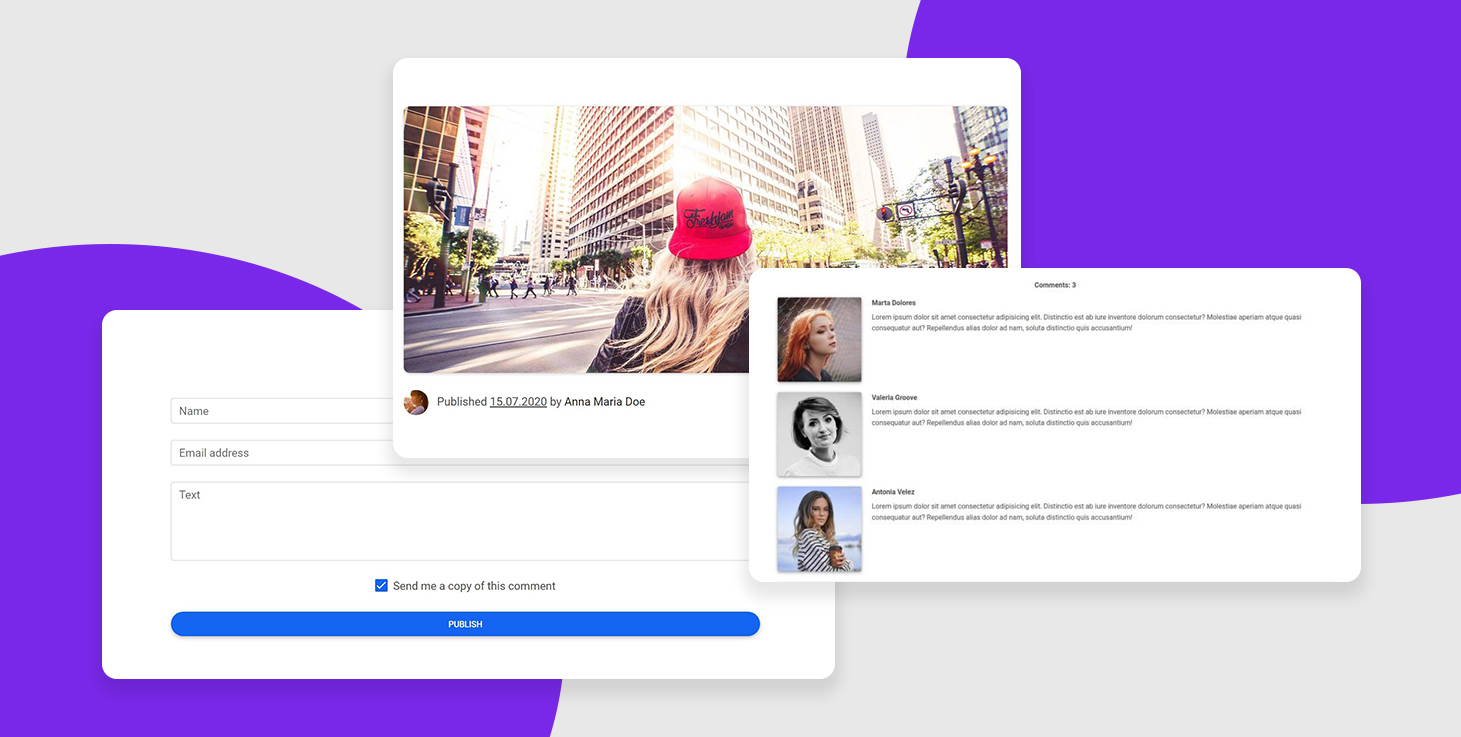 Freshjam
Published 15.07.2020 by Anna Maria Doe
Comments: 3
Marta Dolores
Lorem ipsum dolor sit amet consectetur adipisicing elit. Distinctio est ab iure inventore dolorum consectetur? Molestiae aperiam atque quasi
consequatur aut? Repellendus alias dolor ad nam, soluta distinctio quis accusantium!
Valeria Groove
Lorem ipsum dolor sit amet consectetur adipisicing elit. Distinctio est ab iure inventore dolorum consectetur? Molestiae aperiam atque quasi
consequatur aut? Repellendus alias dolor ad nam, soluta distinctio quis accusantium!
Antonia Velez
Lorem ipsum dolor sit amet consectetur adipisicing elit. Distinctio est ab iure inventore dolorum consectetur? Molestiae aperiam atque quasi
consequatur aut? Repellendus alias dolor ad nam, soluta distinctio quis accusantium!
Name
Email address
Text
Send me a copy of this comment
PUBLISH